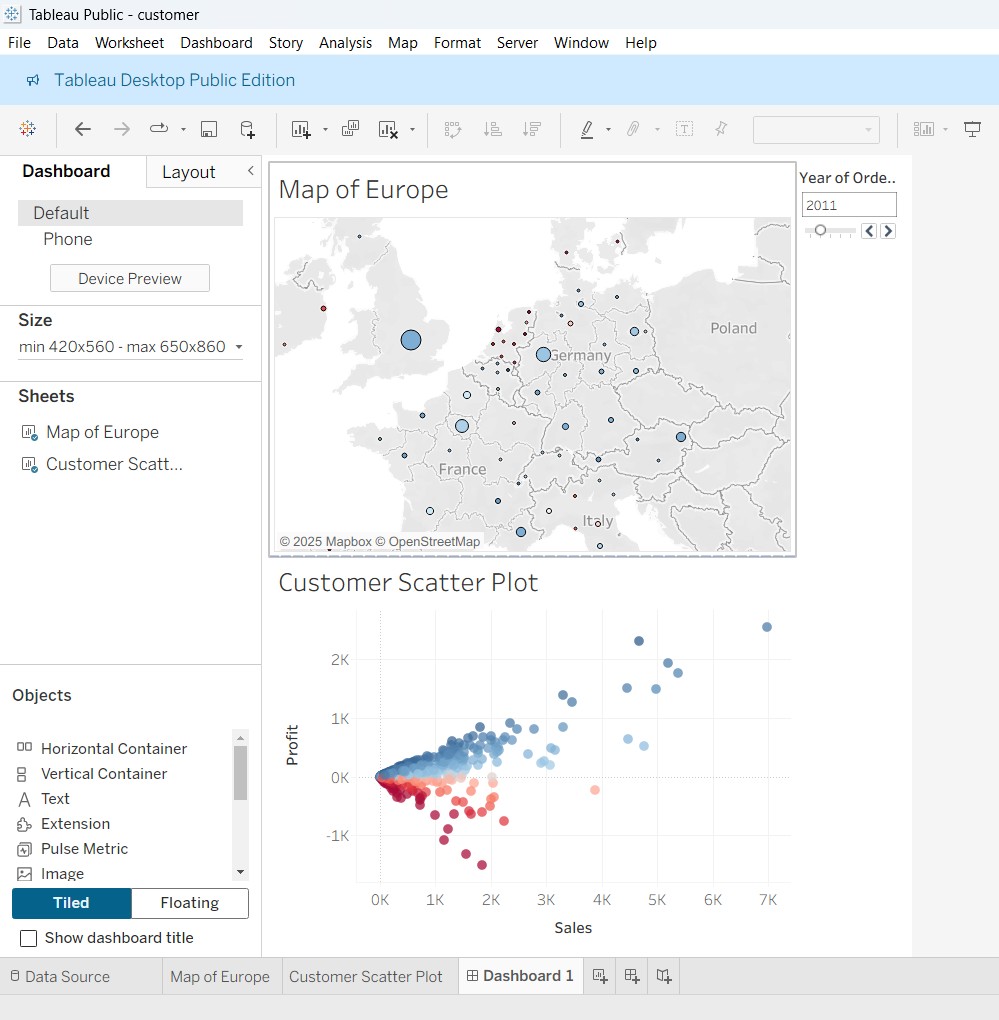 Tableau Public - customer
File Data Worksheet Dashboard Story Analysis Map Format Server Window Help
Tableau Desktop Public Edition
Dashboard
Layout
Default
Phone
Device Preview
Size
min 420x560 - max 650x860
Sheets
Map of Europe
Customer Scatt...
Objects
Horizontal Container
Vertical Container
Text
Extension
Pulse Metric
Image
Tiled
Floating
Show dashboard title
Map of Europe
Poland
Germany
France
Italy
© 2025 Mapbox © OpenStreetMap
Year of Orde..
2011
Customer Scatter Plot
Profit
2K
1K
0K
-1K
0K 1K 2K 3K 4K 5K 6K 7K
Sales
Data Source
Map of Europe
Customer Scatter Plot
Dashboard 1